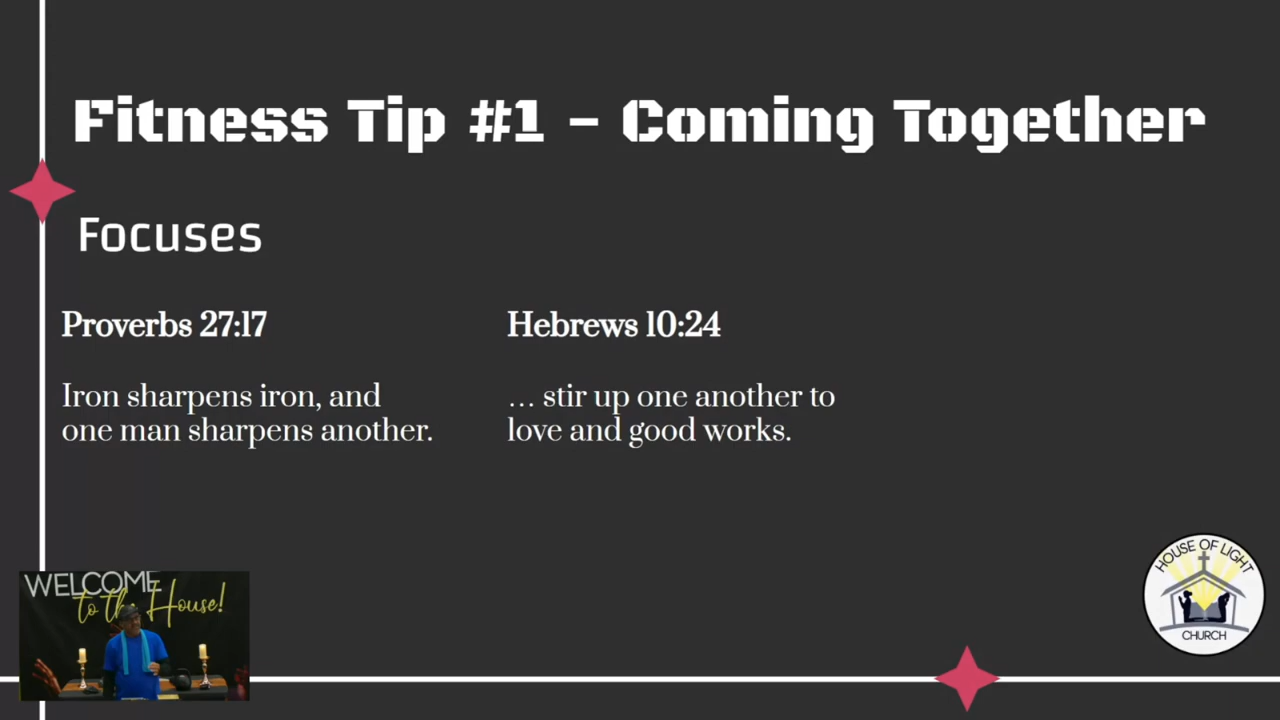 Fitness Tip #1 - Coming Together
Focuses
Proverbs 27:17
Iron sharpens iron, and
one man sharpens another.
Hebrews 10:24
… stir up one another to
love and good works.
WELCOME
to the House!
HOUSE OF LIGHT
CHURCH